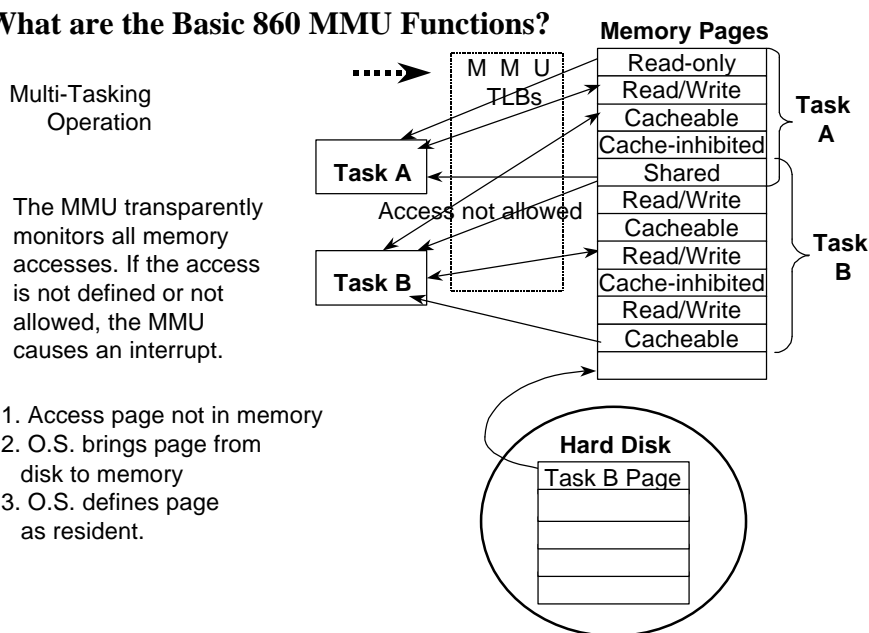 What are the Basic 860 MMU Functions?
Multi-Tasking
Operation
The MMU transparently
monitors all memory
accesses. If the access
is not defined or not
allowed, the MMU
causes an interrupt.
1. Access page not in memory
2. O.S. brings page from
disk to memory
3. O.S. defines page
as resident.
M M U
TLBs
Task A
Access not allowed
Task B
Memory Pages
Read-only
Read/Write
Cacheable
Cache-inhibited
Shared
Read/Write
Cacheable
Read/Write
Cache-inhibited
Read/Write
Cacheable
Task
A
Task
B
Hard Disk
Task B Page